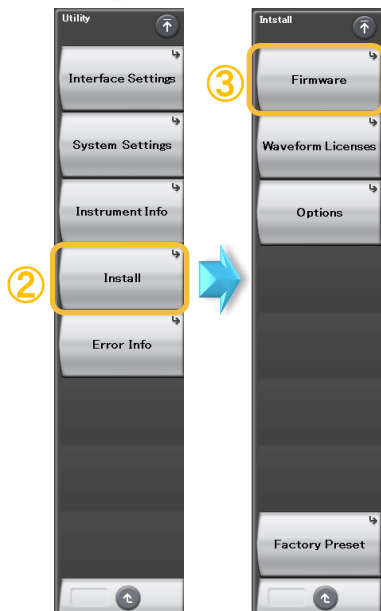 Utility
Interface Settings
System Settings
Instrument Info
② Install
Error Info
Intstall
③ Firmware
Waveform Licenses
Options
Factory Preset